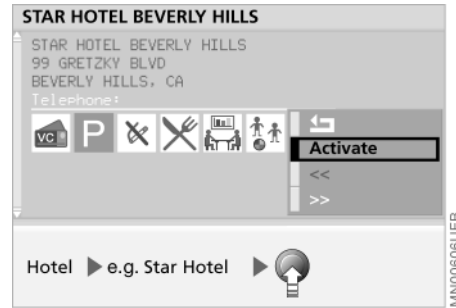 STAR HOTEL BEVERLY HILLS
STAR HOTEL BEVERLY HILLS
99 GRETZKY BLVD
BEVERLY HILLS, CA
Telephone:
VC P
Activate
<<
>>
Hotel ▶ e.g. Star Hotel ▶
MN00606UER